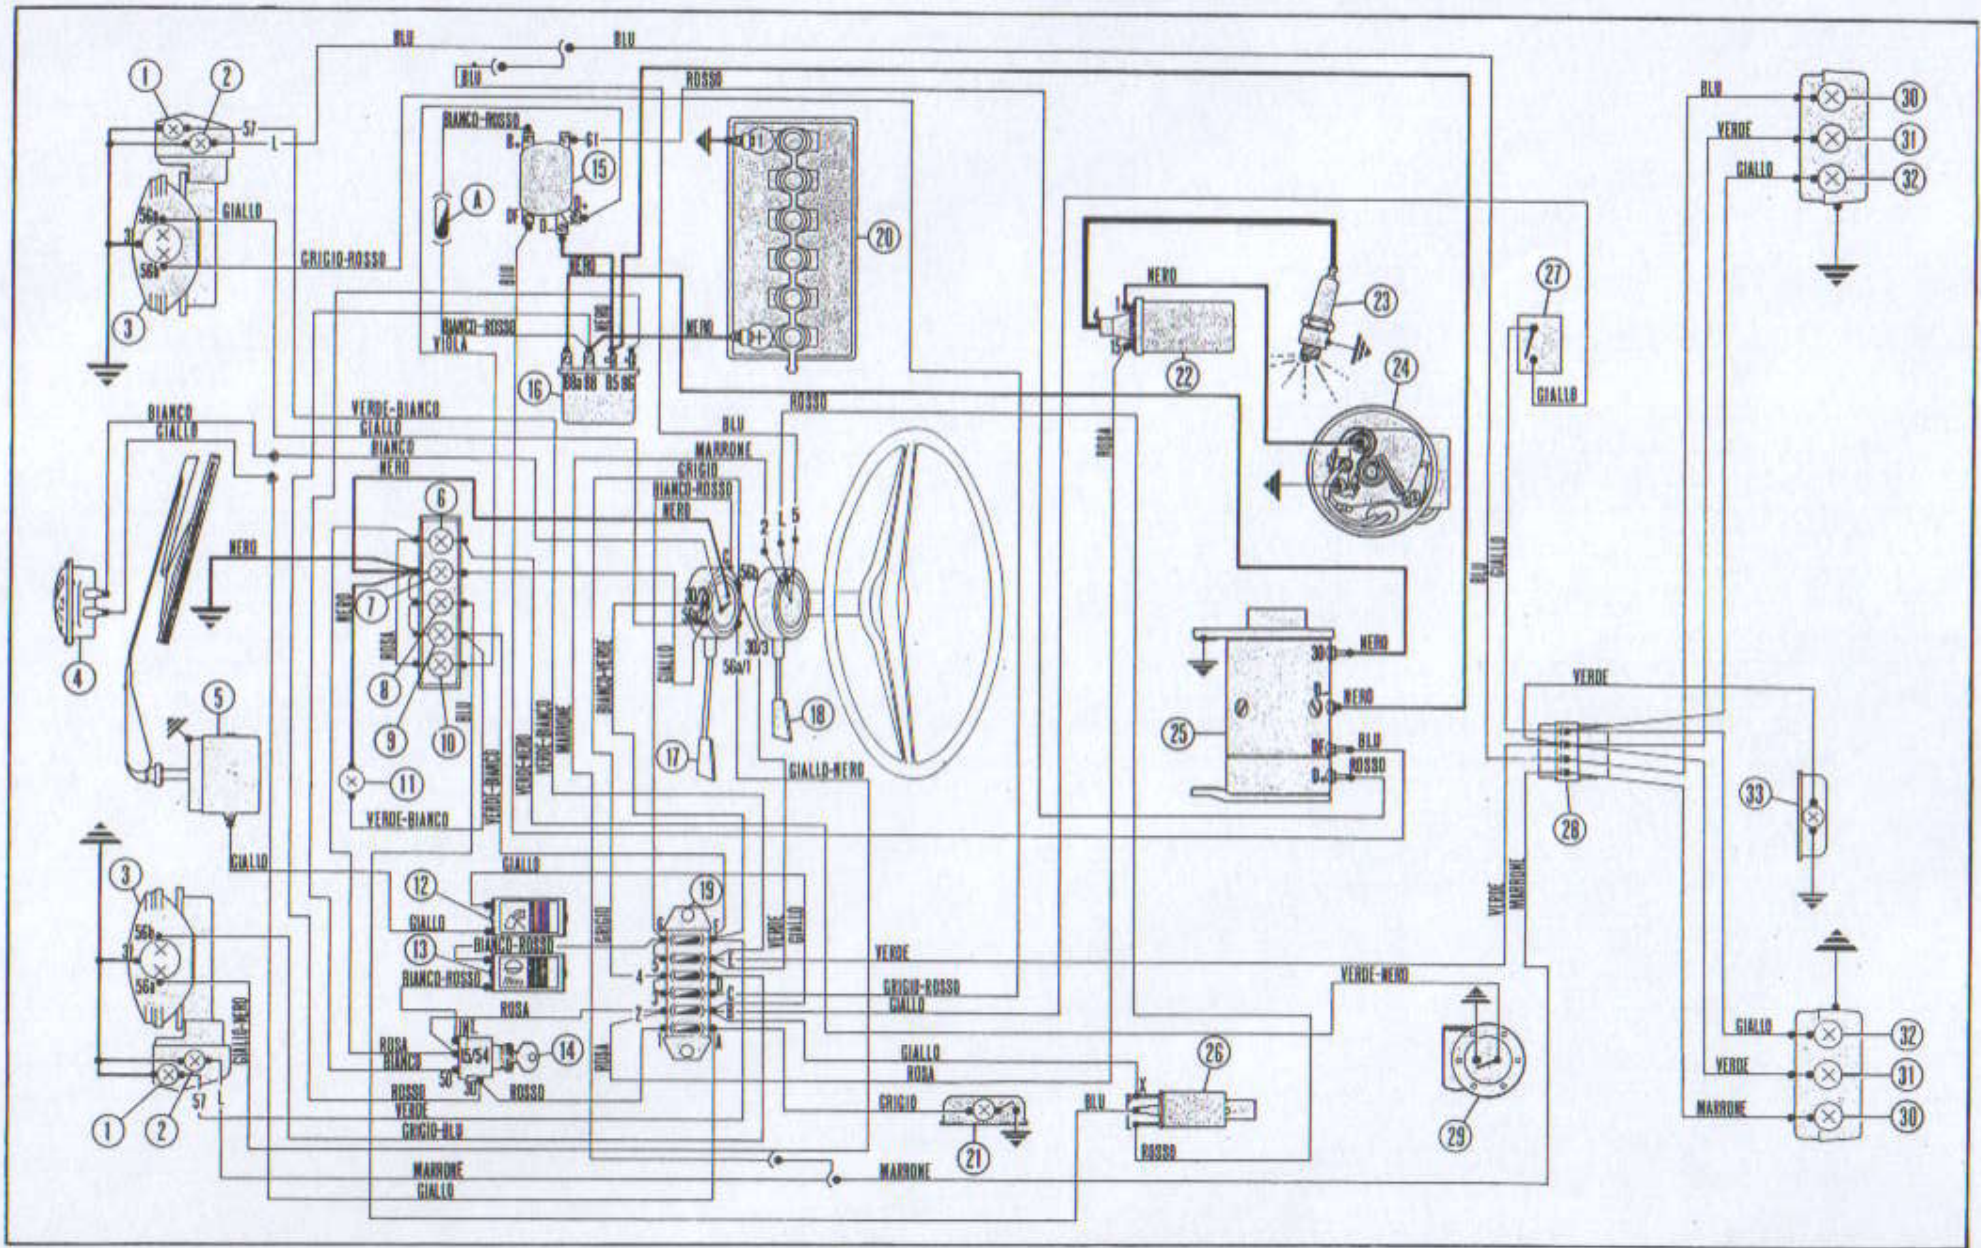 BLU
BLU
BLU
ROSSO
1
2
57
L
BIANCO-ROSSO
B+
61
15
A
DF
D-
D+
20
30
31
32
BLU
VERDE
GIALLO
56a
31
56b
3
GIALLO
GRIGIO-ROSSO
BLU
NERO
NERO
BIANCO-ROSSO
VIOLA
NERO
16
88a
88
85
86
NERO
1
4
15
22
23
24
27
GIALLO
BIANCO
GIALLO
VERDE-BIANCO
GIALLO
BIANCO
NERO
ROSSO
BLU
MARRONE
GRIGIO
BIANCO-ROSSO
NERO
ROSA
6
NERO
7
NERO
ROSA
8
9
10
BLU
11
VERDE-BIANCO
4
5
GIALLO
2
L
5
56b
30/3
56a/1
GIALLO
17
18
GIALLO-NERO
BIANCO-VERDE
MARRONE
VERDE-BIANCO
VERDE-NERO
VERDE-BIANCO
BLU
GIALLO
25
30
NERO
NERO
DF
BLU
ROSSO
VERDE
28
33
VERDE
MARRONE
3
56b
31
56a
GIALLO-NERO
57
L
1
2
12
GIALLO
GIALLO
13
BIANCO-ROSSO
BIANCO-ROSSO
GRIGIO
19
4
2
A
VERDE
GIALLO
VERDE
GRIGIO-ROSSO
GIALLO
GIALLO
ROSA
ROSA
ROSA
INT.
15/54
50
30
14
ROSA
BIANCO
ROSSO
ROSSO
VERDE
GRIGIO-BLU
MARRONE
GIALLO
MARRONE
GRIGIO
21
BLU
26
ROSSO
VERDE-NERO
29
GIALLO
VERDE
MARRONE
32
31
30